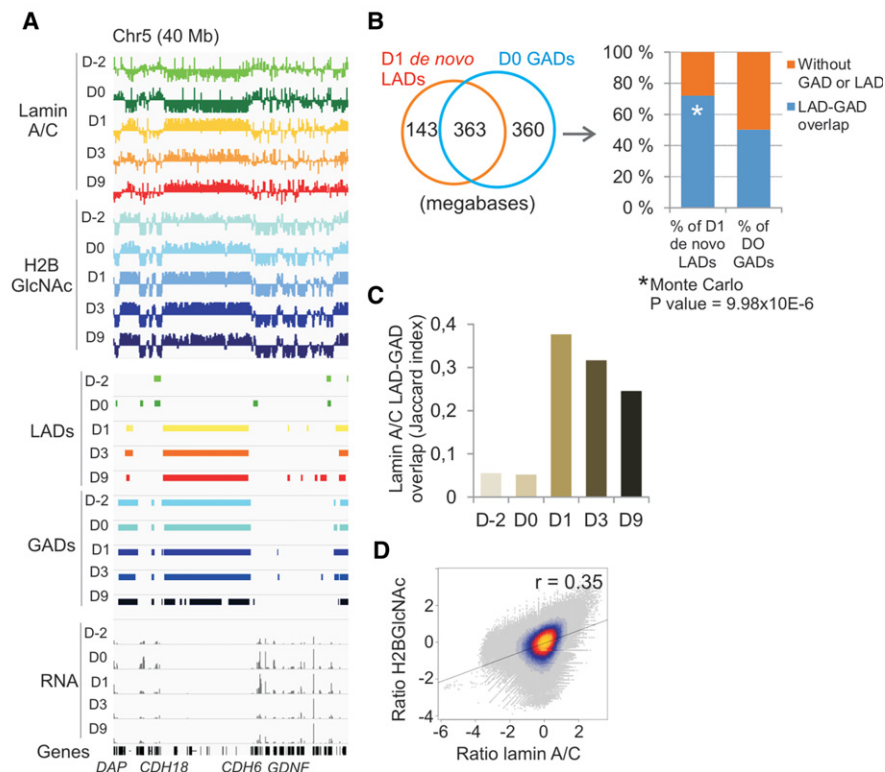 A
Chr5 (40 Mb)
Lamin
A/C
D-2
D0
D1
D3
D9
H2B
GlcNAc
D-2
D0
D1
D3
D9
LADs
D-2
D0
D1
D3
D9
GADs
D-2
D0
D1
D3
D9
RNA
D-2
D0
D1
D3
D9
Genes
DAP CDH18 CDH6 GDNF
B
D1 de novo
LADs
D0 GADs
143 363 360
(megabases)
100 %
80 %
60 %
40 %
20 %
0 %
*
% of D1
de novo
LADs
% of
DO
GADs
Without
GAD or LAD
LAD-GAD
overlap
*Monte Carlo
P value = 9.98x10E-6
C
Lamin A/C LAD-GAD
overlap (Jaccard index)
0,4
0,3
0,2
0,1
0
D-2 D0 D1 D3 D9
D
r = 0.35
Ratio H2BGlcNAc
2
0
-2
-4
-6 -4 -2 0 2
Ratio lamin A/C